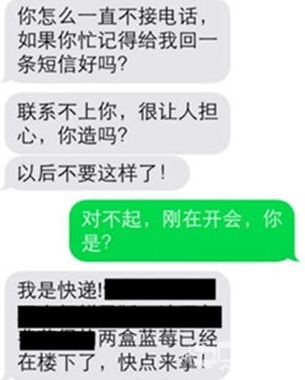 你怎么一直不接电话，
如果你忙记得给我回一
条短信好吗？
联系不上你，很让人担
心，你造吗？
以后不要这样了！
对不起，刚在开会，你
是？
我是快递！
的两盒蓝莓已经
在楼下了，快点来拿！